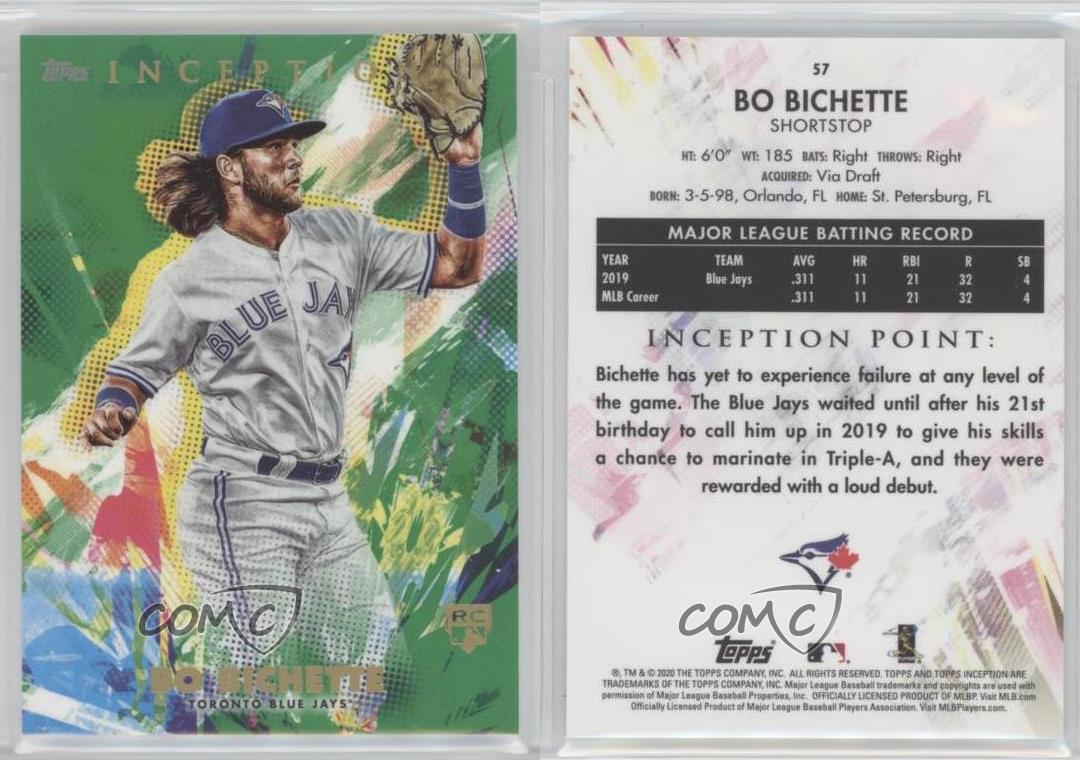 Topps INCEPTIO
BLUE JAY
RC
COMC
BO BICHETTE
TORONTO BLUE JAYS
57
BO BICHETTE
SHORTSTOP
HT: 6'0" WT: 185 BATS: Right THROWS: Right
ACQUIRED: Via Draft
BORN: 3-5-98, Orlando, FL HOME: St. Petersburg, FL
MAJOR LEAGUE BATTING RECORD
YEAR TEAM AVG HR RBI R SB
2019 Blue Jays .311 11 21 32 4
MLB Career .311 11 21 32 4
INCEPTION POINT:
Bichette has yet to experience failure at any level of
the game. The Blue Jays waited until after his 21st
birthday to call him up in 2019 to give his skills
a chance to marinate in Triple-A, and they were
rewarded with a loud debut.
COMC
Topps
®, TM & © 2020 THE TOPPS COMPANY, INC. ALL RIGHTS RESERVED. TOPPS AND TOPPS INCEPTION ARE
TRADEMARKS OF THE TOPPS COMPANY, INC. Major League Baseball trademarks and copyrights are used with
permission of Major League Baseball Properties, Inc. OFFICIALLY LICENSED PRODUCT OF MLBP. Visit MLB.com
Officially Licensed Product of Major League Baseball Players Association. Visit MLBPlayers.com.